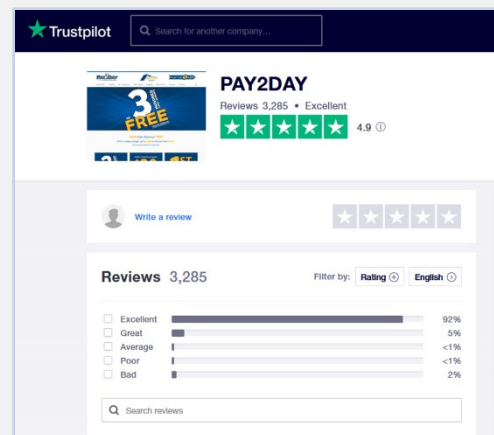 Trustpilot
Search for another company...
PAY2DAY
Reviews 3,285 • Excellent
4.9
3
FREE
Write a review
Reviews 3,285
Filter by: Rating English
Excellent 92%
Great 5%
Average <1%
Poor <1%
Bad 2%
Search reviews